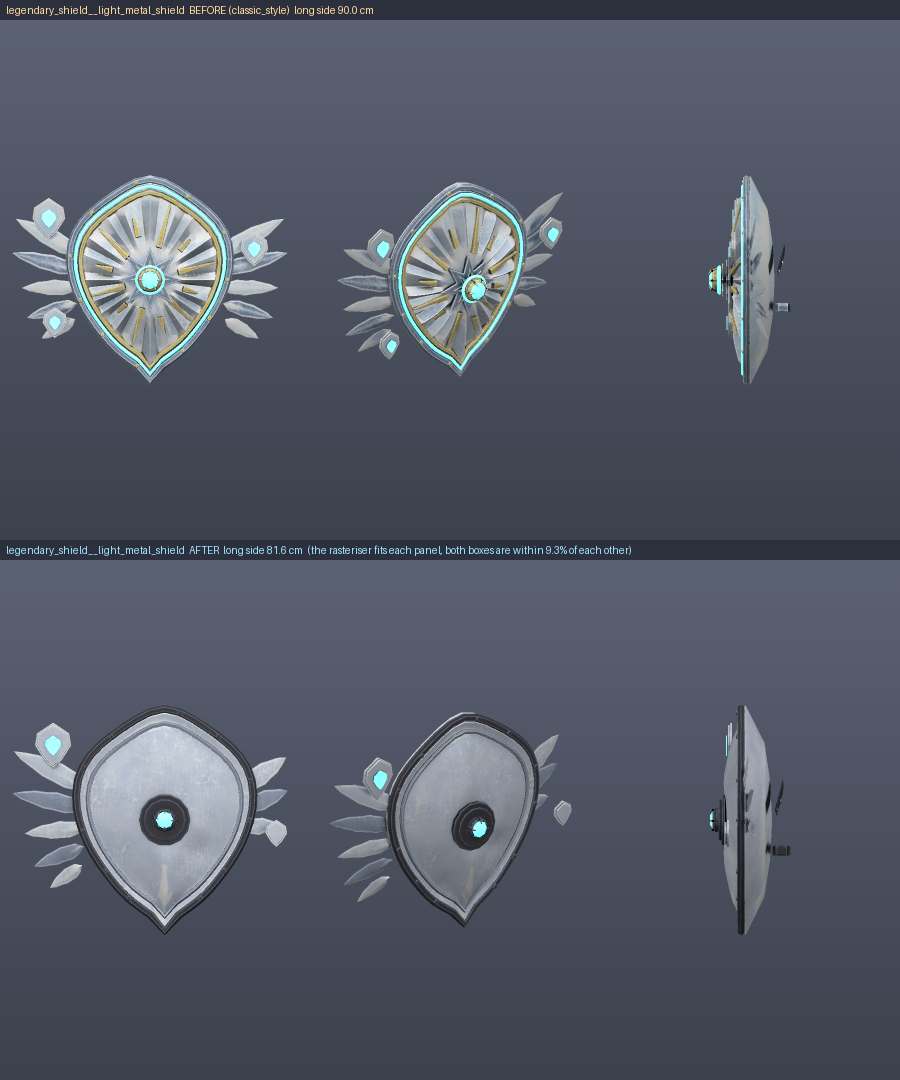 legendary_shield__light_metal_shield BEFORE (classic_style) long side 90.0 cm
legendary_shield__light_metal_shield AFTER long side 81.6 cm (the rasteriser fits each panel, both boxes are within 9.3% of each other)